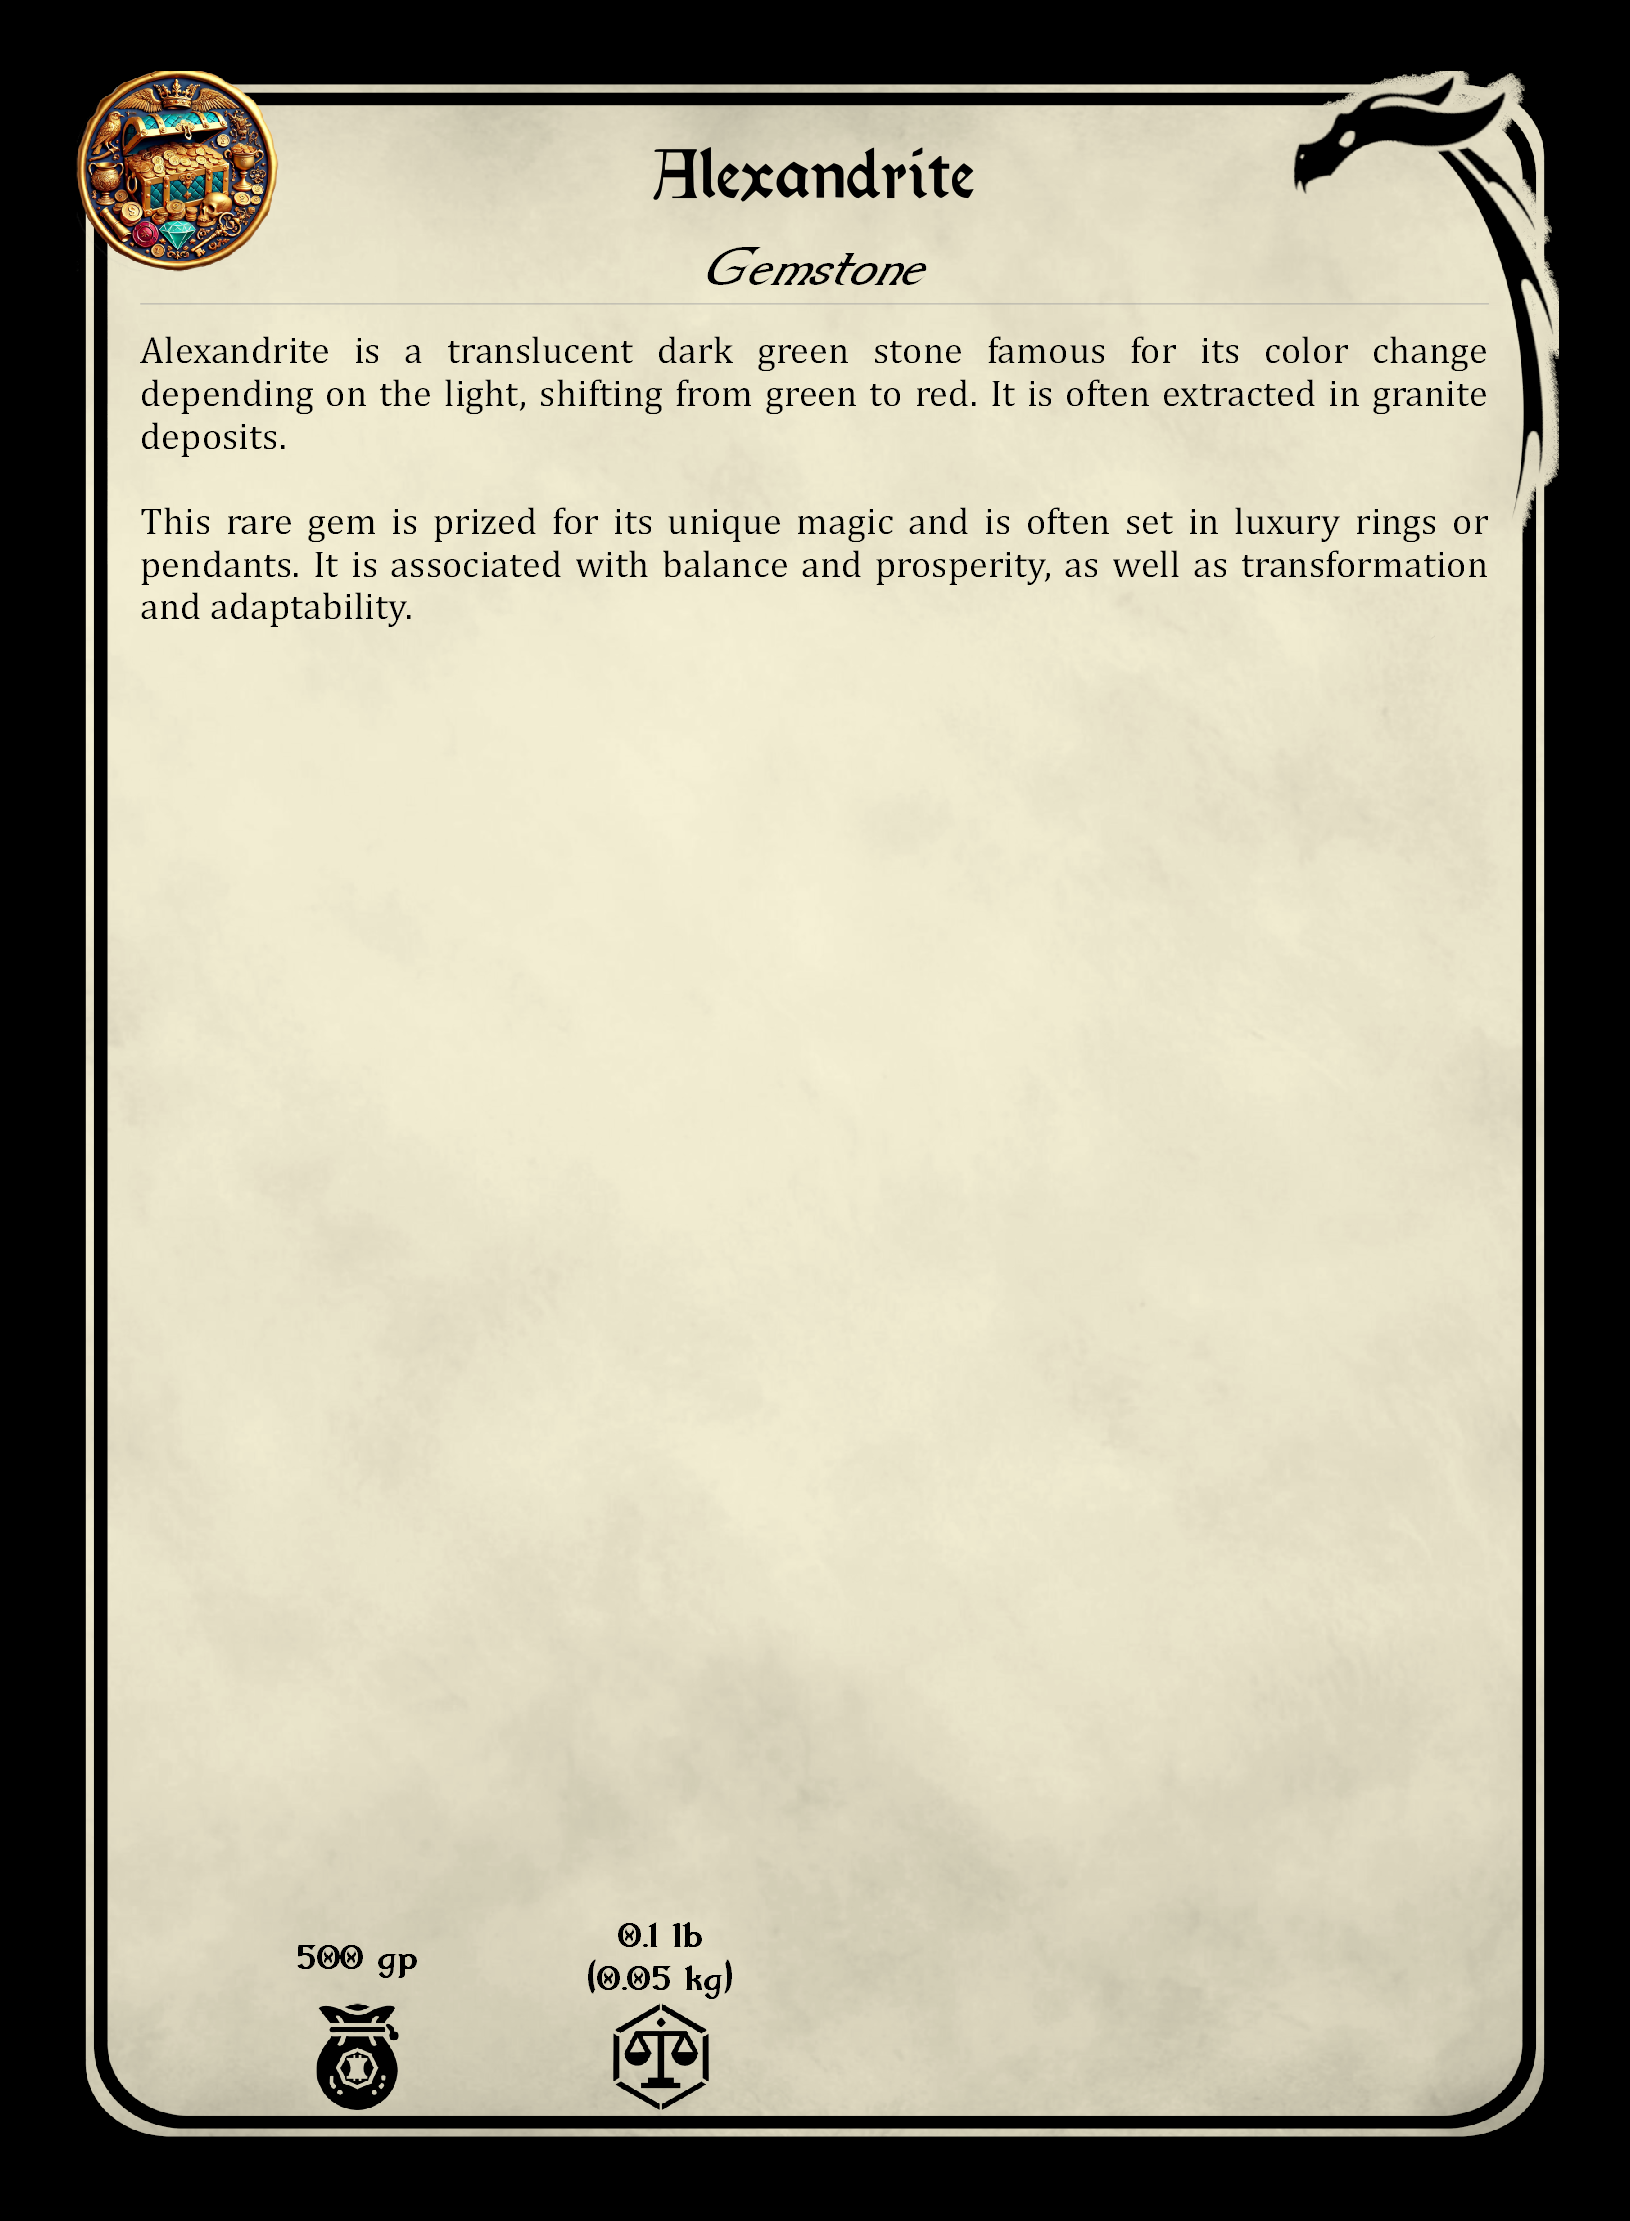 Alexandrite
Gemstone
Alexandrite is a translucent dark green stone famous for its color change
depending on the light, shifting from green to red. It is often extracted in granite
deposits.
This rare gem is prized for its unique magic and is often set in luxury rings or
pendants. It is associated with balance and prosperity, as well as transformation
and adaptability.
500 gp
0.1 lb
(0.05 kg)